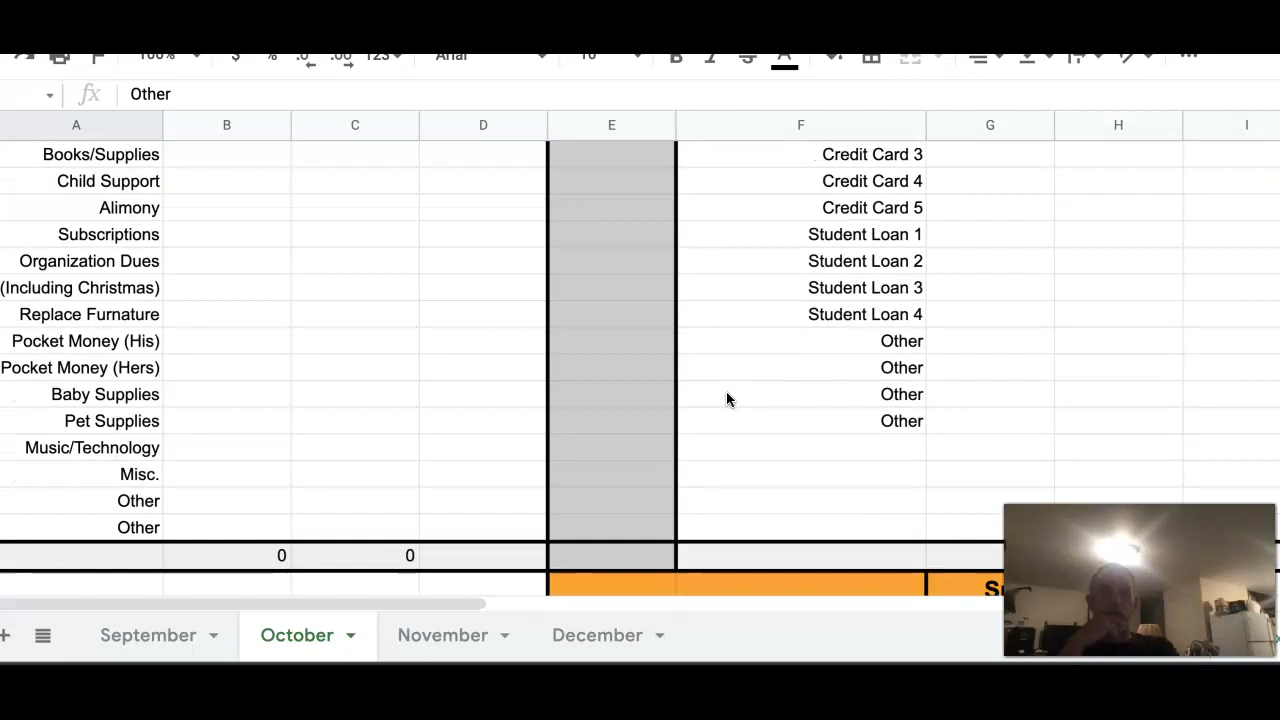 100% $ % .0 .00 123 Arial 10 B I S A
fx Other
A B C D E F G H I
Books/Supplies Credit Card 3
Child Support Credit Card 4
Alimony Credit Card 5
Subscriptions Student Loan 1
Organization Dues Student Loan 2
(Including Christmas) Student Loan 3
Replace Furnature Student Loan 4
Pocket Money (His) Other
Pocket Money (Hers) Other
Baby Supplies Other
Pet Supplies Other
Music/Technology
Misc.
Other
Other
0 0
+ September October November December